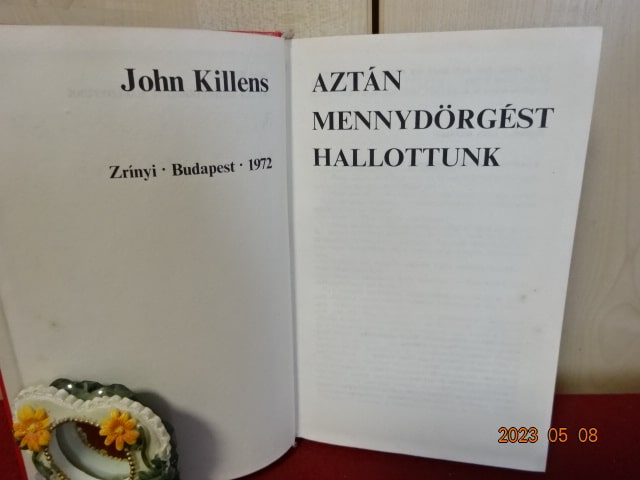 John Killens
Zrínyi · Budapest · 1972
AZTÁN
MENNYDÖRGÉST
HALLOTTUNK
2023 05 08